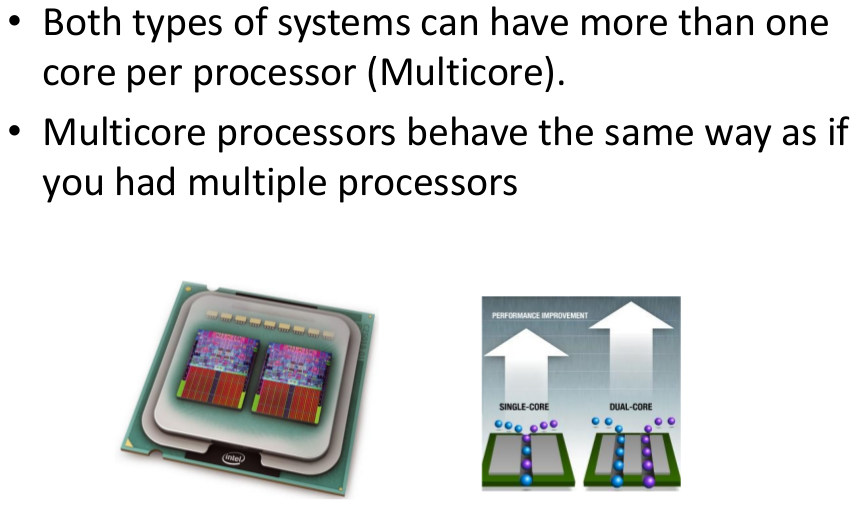 • Both types of systems can have more than one
core per processor (Multicore).
• Multicore processors behave the same way as if
you had multiple processors
PERFORMANCE IMPROVEMENT
SINGLE-CORE
DUAL-CORE
intel